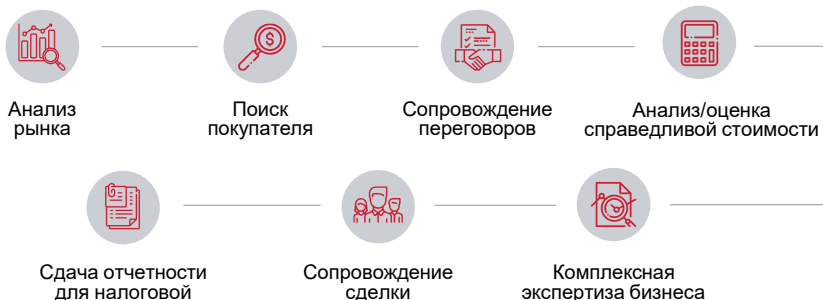 Анализ
рынка
Поиск
покупателя
Сопровождение
переговоров
Анализ/оценка
справедливой стоимости
Сдача отчетности
для налоговой
Сопровождение
сделки
Комплексная
экспертиза бизнеса